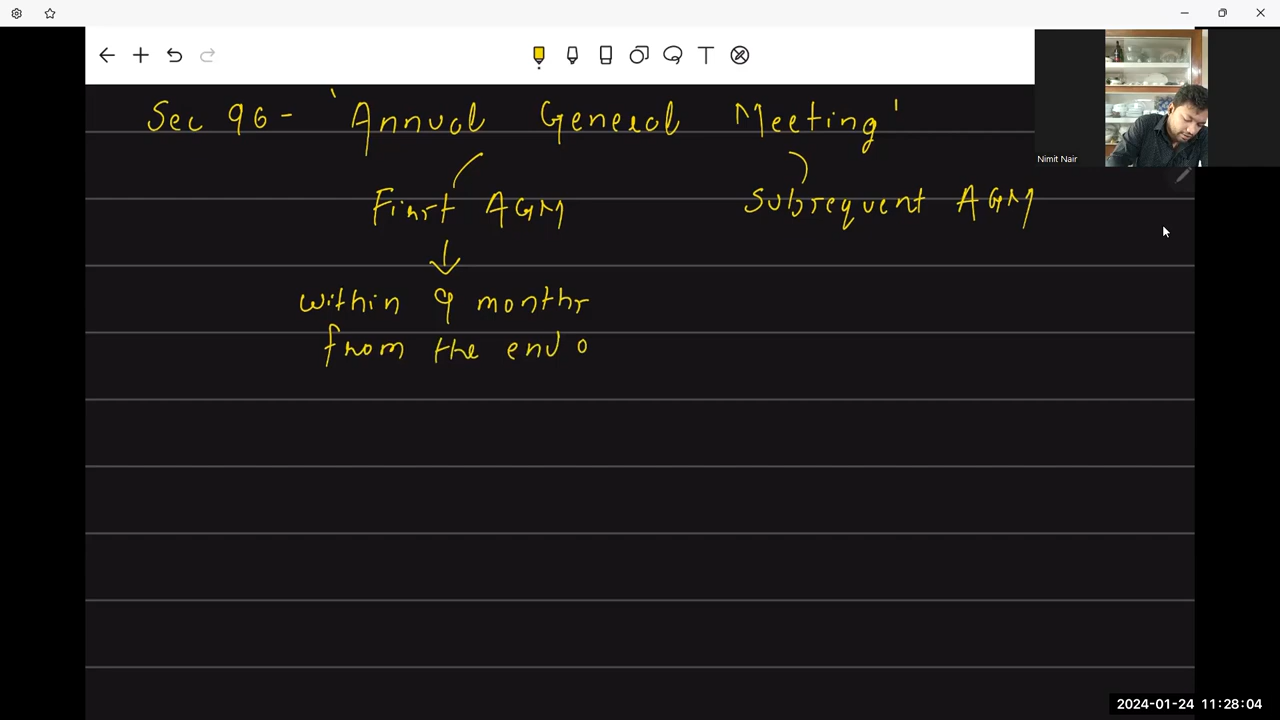 Sec 96- 'Annual General Meeting'
First AGM
Subsequent AGM
within 9 months
from the end o
Nimit Nair
2024-01-24 11:28:04